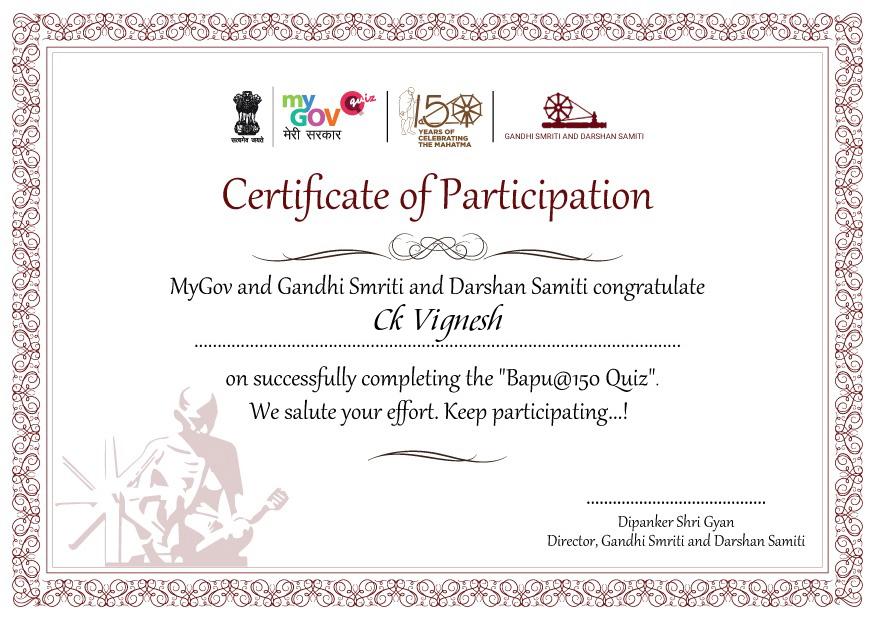 सत्यमेव जयते
my GOV quiz
मेरी सरकार
150
YEARS OF
CELEBRATING
THE MAHATMA
GANDHI SMRITI AND DARSHAN SAMITI
Certificate of Participation
MyGov and Gandhi Smriti and Darshan Samiti congratulate
Ck Vignesh
on successfully completing the "Bapu@150 Quiz".
We salute your effort. Keep participating...!
Dipanker Shri Gyan
Director, Gandhi Smriti and Darshan Samiti